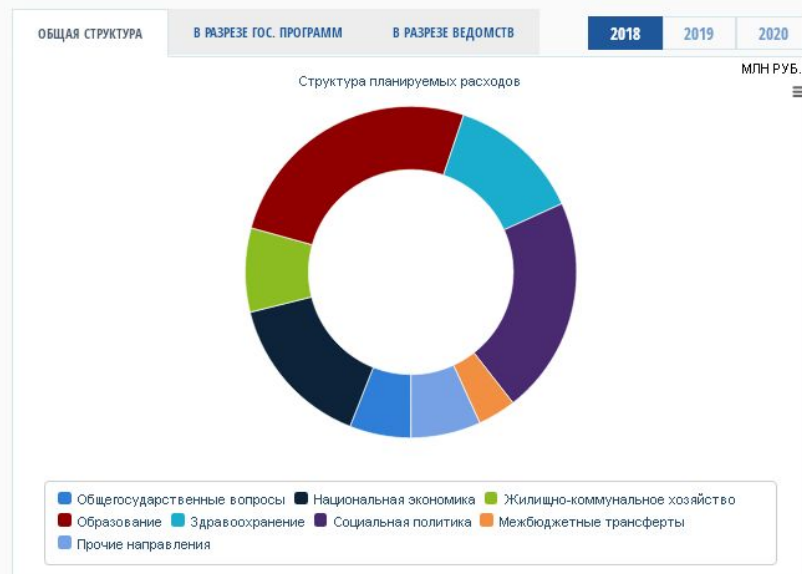 ОБЩАЯ СТРУКТУРА В РАЗРЕЗЕ ГОС. ПРОГРАММ В РАЗРЕЗЕ ВЕДОМСТВ 2018 2019 2020
МЛН РУБ.
Структура планируемых расходов
Общегосударственные вопросы Национальная экономика Жилищно-коммунальное хозяйство
Образование Здравоохранение Социальная политика Межбюджетные трансферты
Прочие направления